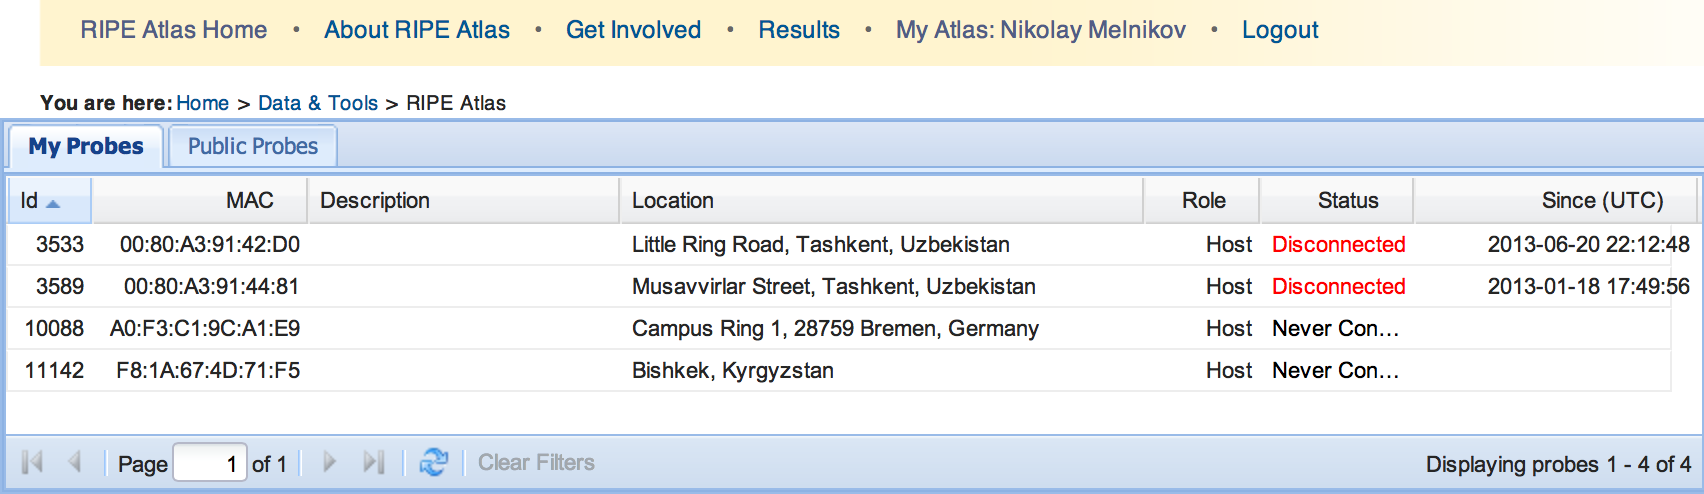 RIPE Atlas Home • About RIPE Atlas • Get Involved • Results • My Atlas: Nikolay Melnikov • Logout
You are here: Home > Data & Tools > RIPE Atlas
My Probes Public Probes
Id MAC Description Location Role Status Since (UTC)
3533 00:80:A3:91:42:D0 Little Ring Road, Tashkent, Uzbekistan Host Disconnected 2013-06-20 22:12:48
3589 00:80:A3:91:44:81 Musavvirlar Street, Tashkent, Uzbekistan Host Disconnected 2013-01-18 17:49:56
10088 A0:F3:C1:9C:A1:E9 Campus Ring 1, 28759 Bremen, Germany Host Never Con...
11142 F8:1A:67:4D:71:F5 Bishkek, Kyrgyzstan Host Never Con...
Page 1 of 1 Clear Filters Displaying probes 1 - 4 of 4